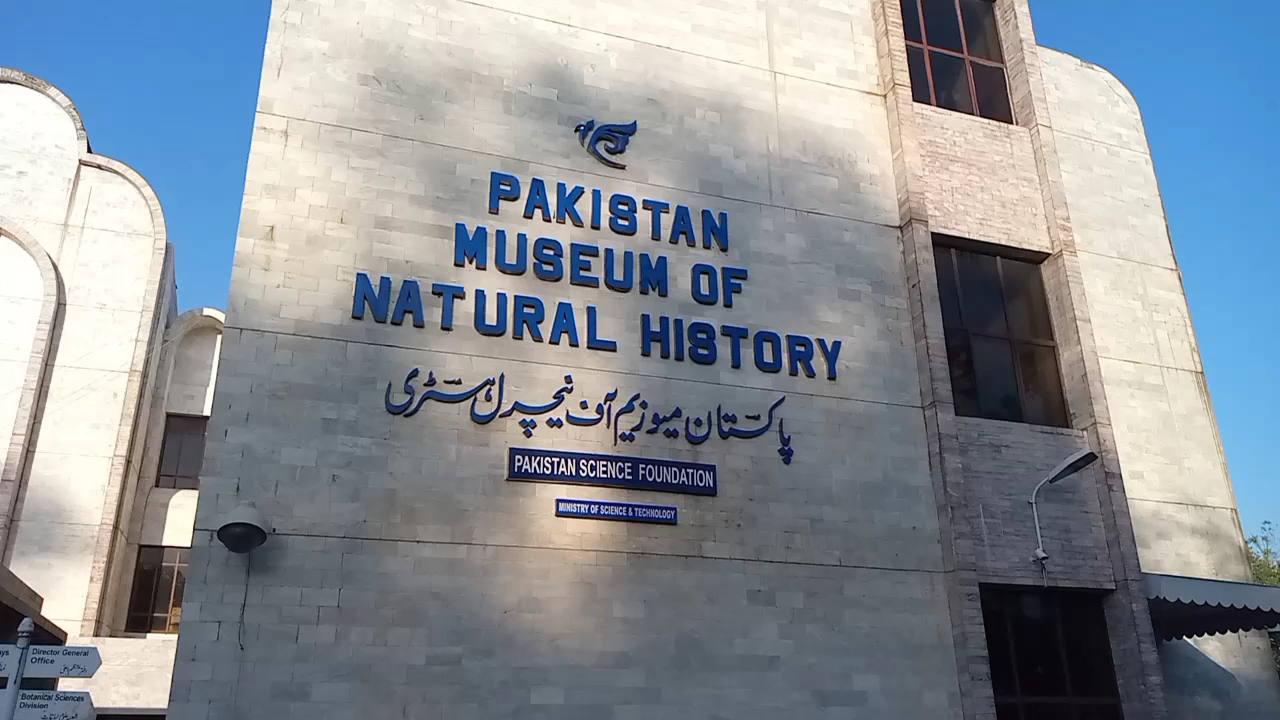 PAKISTAN
MUSEUM OF
NATURAL HISTORY
پاکستان میوزیم آف نیچرل ہسٹری
PAKISTAN SCIENCE FOUNDATION
MINISTRY OF SCIENCE & TECHNOLOGY
Director General
Office
Botanical Sciences
Division